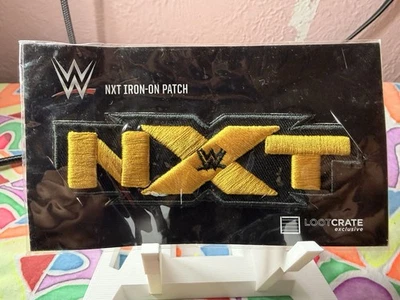 W
NXT IRON-ON PATCH
NXT
W
LOOTCRATE
exclusive